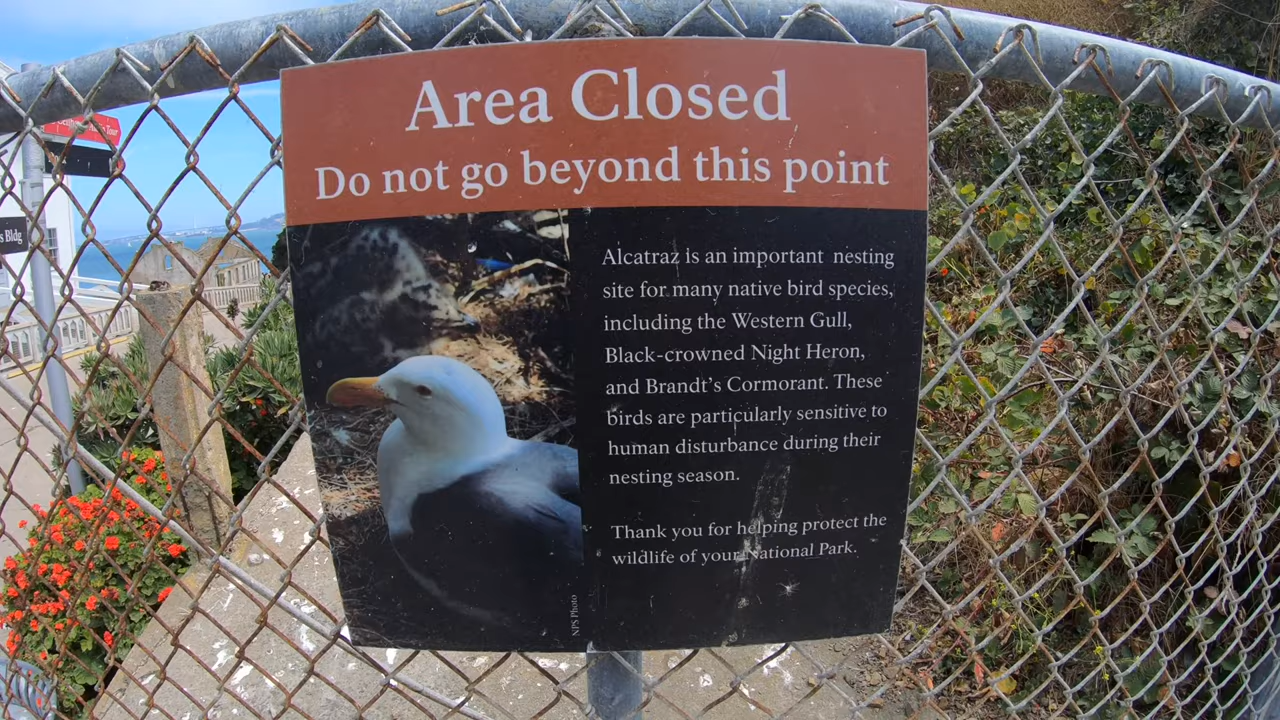 Area Closed
Do not go beyond this point
Alcatraz is an important nesting
site for many native bird species,
including the Western Gull,
Black-crowned Night Heron,
and Brandt's Cormorant. These
birds are particularly sensitive to
human disturbance during their
nesting season.
Thank you for helping protect the
wildlife of your National Park.
NPS Photo
Tour
Bldg